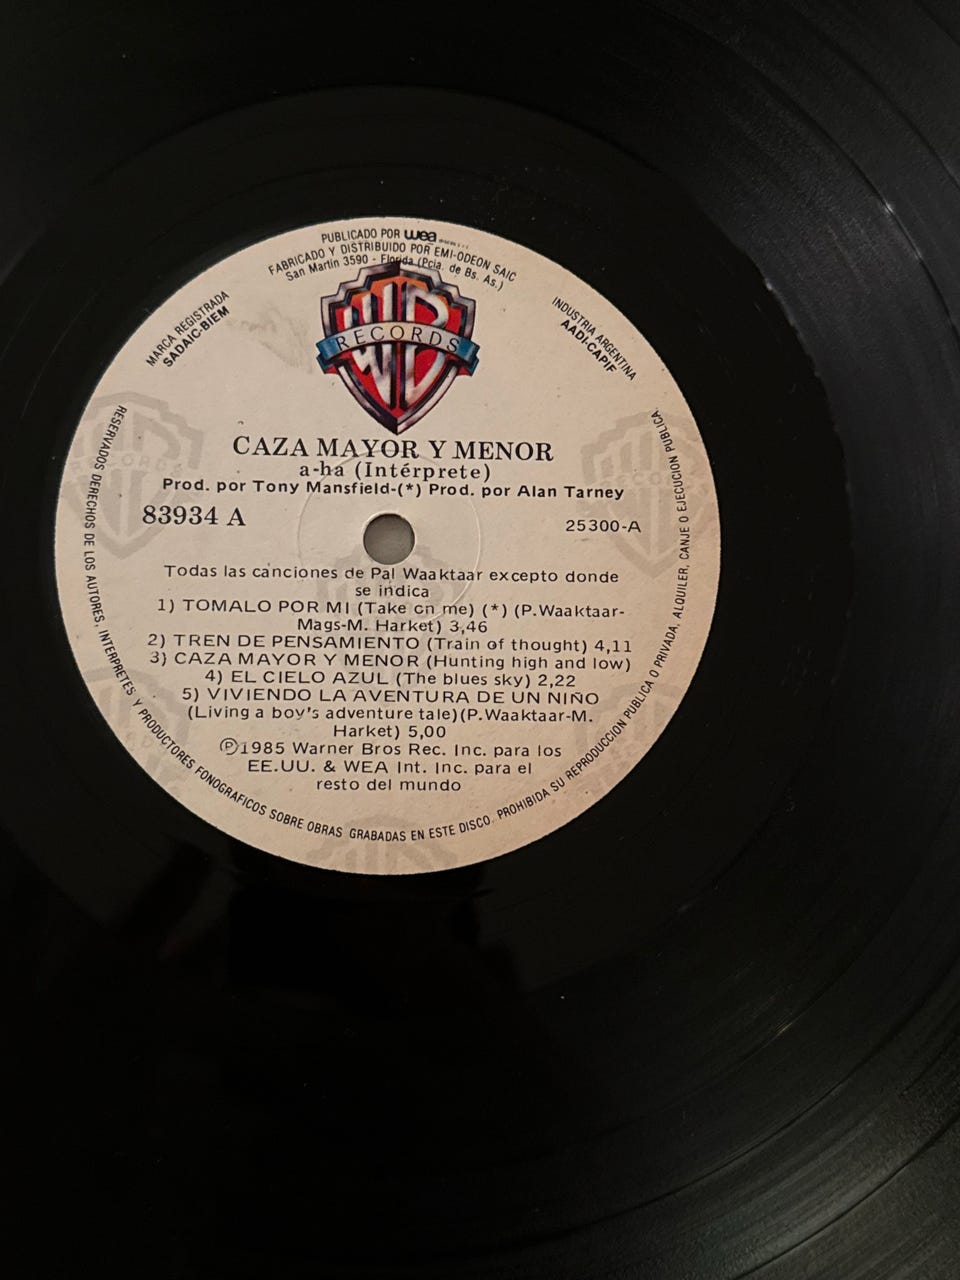 PUBLICADO POR wea
FABRICADO Y DISTRIBUIDO POR EMI-ODEON SAIC
San Martin 3590 - Florida (Pcia. de Bs. As.)
MARCA REGISTRADA
SADAIC-BIEM
INDUSTRIA ARGENTINA
AADI-CAPIF
RECORDS
CAZA MAYOR Y MENOR
a-ha (Intérprete)
Prod. por Tony Mansfield-(*) Prod. por Alan Tarney
83934 A
25300-A
Todas las canciones de Pal Waaktaar excepto donde
se indica
1) TOMALO POR MI (Take on me) (*) (P.Waaktaar-
Mags-M. Harket) 3,46
2) TREN DE PENSAMIENTO (Train of thought) 4,11
3) CAZA MAYOR Y MENOR (Hunting high and low)
4) EL CIELO AZUL (The blues sky) 2,22
5) VIVIENDO LA AVENTURA DE UN NIÑO
(Living a boy's adventure tale)(P.Waaktaar-M.
Harket) 5,00
℗1985 Warner Bros Rec. Inc. para los
EE.UU. & WEA Int. Inc. para el
resto del mundo
RESERVADOS DERECHOS DE LOS AUTORES, INTERPRETES Y PRODUCTORES FONOGRAFICOS SOBRE OBRAS GRABADAS EN ESTE DISCO. PROHIBIDA SU REPRODUCCION PUBLICA O PRIVADA, ALQUILER, CANJE O EJECUCION PUBLICA.